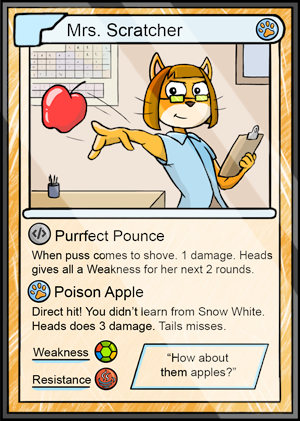 Mrs. Scratcher
Purrfect Pounce
When puss comes to shove. 1 damage. Heads
gives all a Weakness for her next 2 rounds.
Poison Apple
Direct hit! You didn't learn from Snow White.
Heads does 3 damage. Tails misses.
Weakness
Resistance
“How about
them apples?”